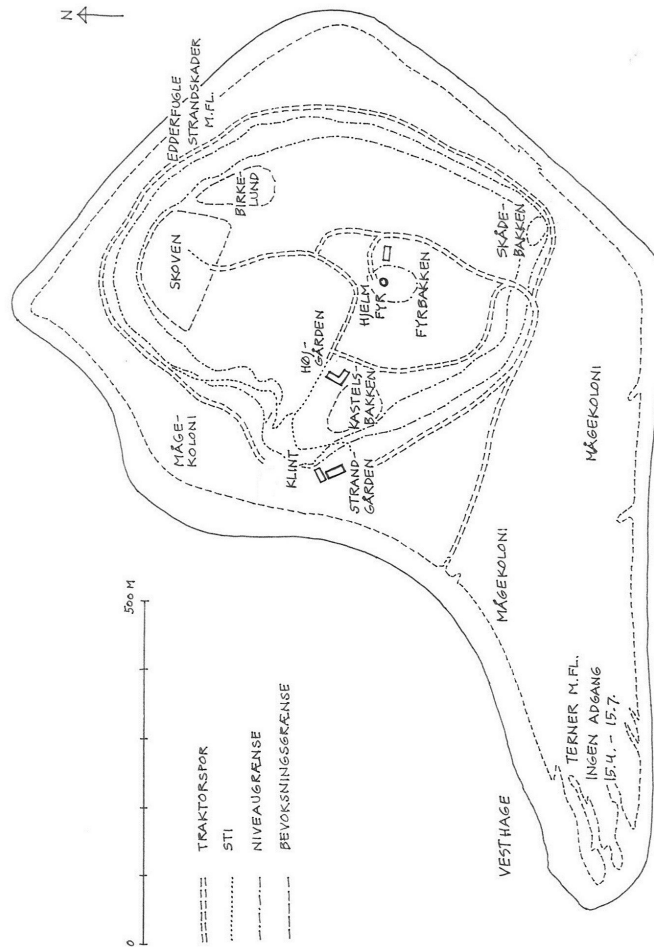 N
0
500 M
TRAKTORSPOR
STI
NIVEAUGRÆNSE
BEVOKSNINGSGRÆNSE
MÅGE-
KOLONI
EDDERFUGLE
STRANDSKADER
M.FL.
SKOVEN
BIRKE-
LUND
KLINT
HØJ-
GÅRDEN
STRAND
GÅRDEN
KASTELS-
BAKKEN
HJELM
FYR
FYRBAKKEN
SKÅDE-
BAKKEN
VESTHAGE
MÅGEKOLONI
TERNER M.FL.
INGEN ADGANG
15.4. - 15.7.
MÅGEKOLONI